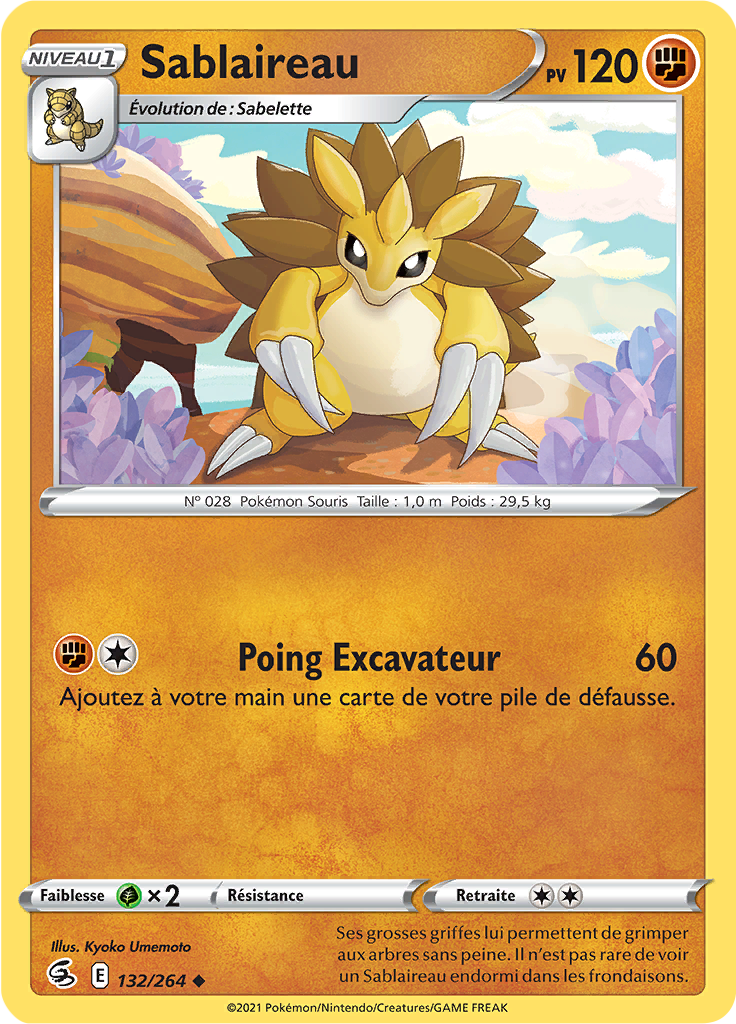 NIVEAU 1
Sablaireau
PV 120
Évolution de : Sabelette
Nº 028 Pokémon Souris Taille : 1,0 m Poids : 29,5 kg
Poing Excavateur 60
Ajoutez à votre main une carte de votre pile de défausse.
Faiblesse ×2 Résistance Retraite
Illus. Kyoko Umemoto
E 132/264
Ses grosses griffes lui permettent de grimper
aux arbres sans peine. Il n'est pas rare de voir
un Sablaireau endormi dans les frondaisons.
©2021 Pokémon/Nintendo/Creatures/GAME FREAK